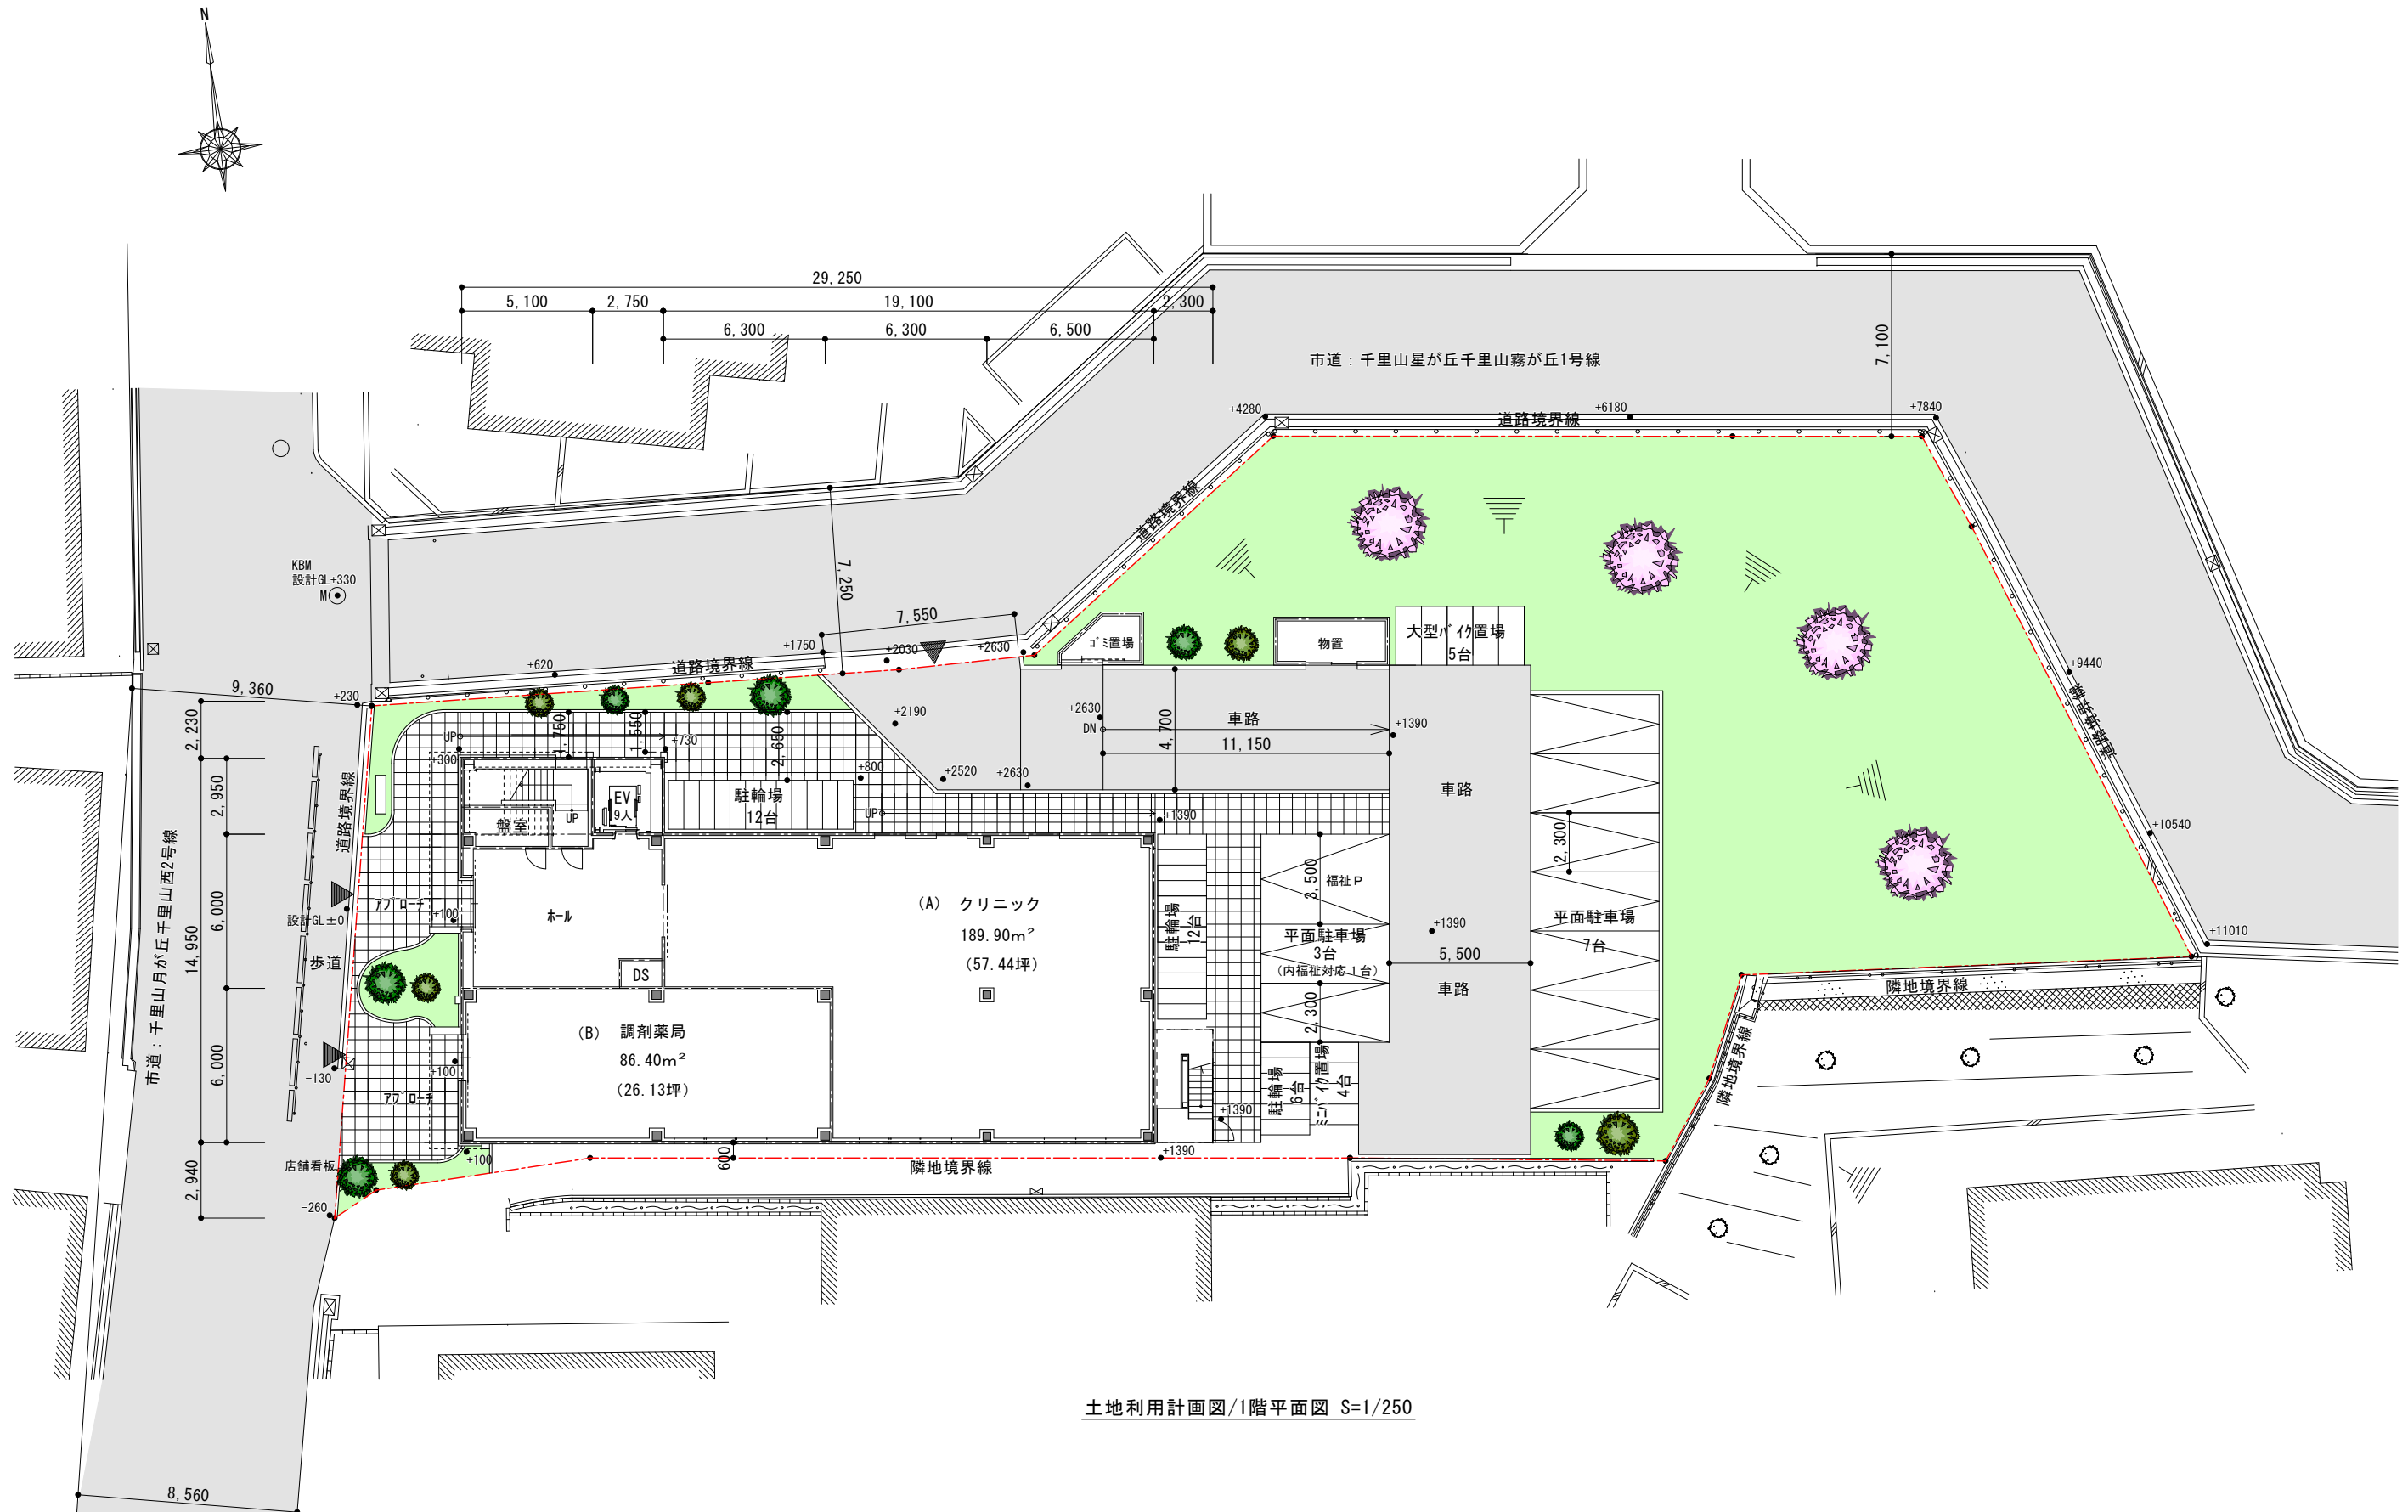 N
29,250
5,100
2,750
19,100
2,300
6,300
6,300
6,500
7,100
市道：千里山星が丘千里山霧が丘1号線
+4280
道路境界線
+6180
+7840
道路境界線
KBM
設計GL+330
M
7,250
7,550
+1750
+2030
+2630
ｺﾞﾐ置場
物置
大型ﾊﾞｲｸ置場
5台
+620
道路境界線
9,360
+230
+9440
道路境界線
2,230
1,750
1,550
2,650
+2190
+2630
車路
DN
11,150
4,700
+1390
UP
+730
+300
+800
+2520
+2630
車路
2,950
道路境界線
EV
9人
駐輪場
12台
盤室
UP
UP
+1390
2,300
+10540
市道：千里山月が丘千里山西2号線
14,950
6,000
設計GL±0
ｱﾌﾟﾛｰﾁ
+100
ホール
(A) クリニック
189.90m²
(57.44坪)
駐輪場
12台
3,500
福祉P
平面駐車場
3台
(内福祉対応1台)
+1390
5,500
車路
平面駐車場
7台
+11010
歩道
DS
隣地境界線
2,300
6,000
(B) 調剤薬局
86.40m²
(26.13坪)
-130
+100
ｱﾌﾟﾛｰﾁ
駐輪場
6台
ﾐﾆﾊﾞｲｸ置場
4台
隣地境界線
+1390
2,940
店舗看板
+100
600
隣地境界線
+1390
-260
土地利用計画図/1階平面図 S=1/250
8,560